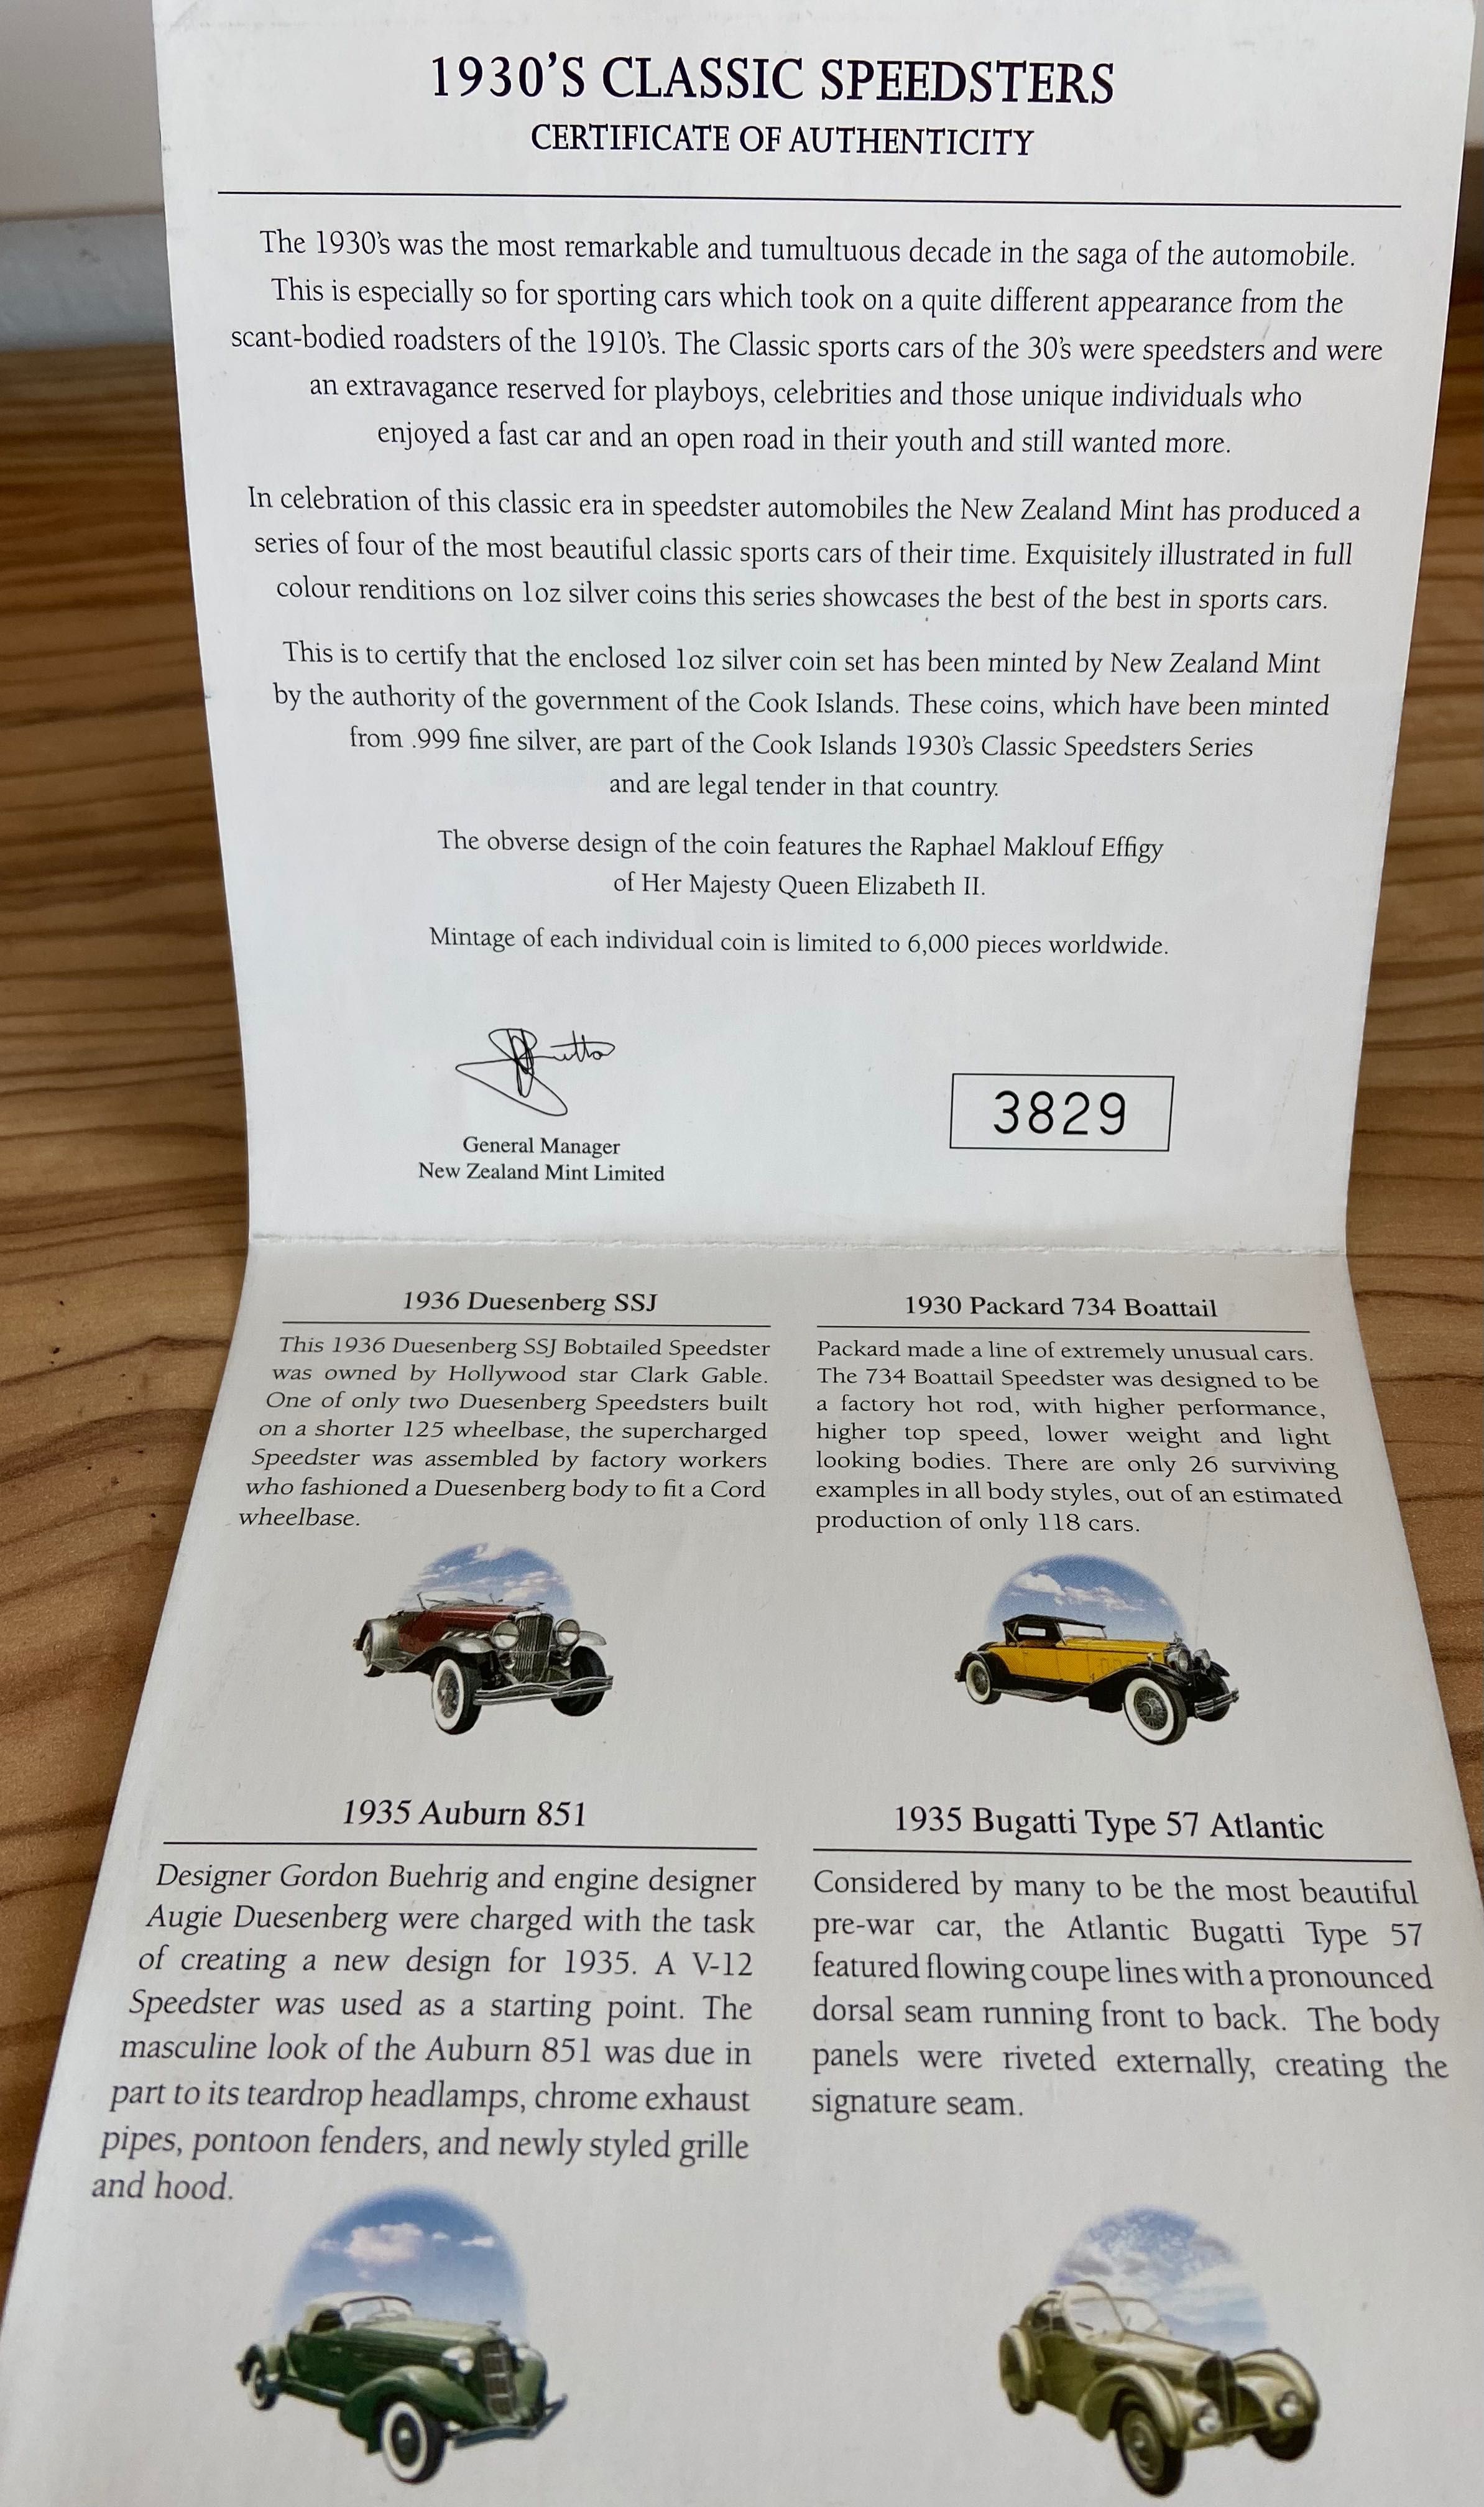 1930'S CLASSIC SPEEDSTERS
CERTIFICATE OF AUTHENTICITY
The 1930's was the most remarkable and tumultuous decade in the saga of the automobile.
This is especially so for sporting cars which took on a quite different appearance from the
scant-bodied roadsters of the 1910's. The Classic sports cars of the 30's were speedsters and were
an extravagance reserved for playboys, celebrities and those unique individuals who
enjoyed a fast car and an open road in their youth and still wanted more.
In celebration of this classic era in speedster automobiles the New Zealand Mint has produced a
series of four of the most beautiful classic sports cars of their time. Exquisitely illustrated in full
colour renditions on 1oz silver coins this series showcases the best of the best in sports cars.
This is to certify that the enclosed 1oz silver coin set has been minted by New Zealand Mint
by the authority of the government of the Cook Islands. These coins, which have been minted
from .999 fine silver, are part of the Cook Islands 1930's Classic Speedsters Series
and are legal tender in that country.
The obverse design of the coin features the Raphael Maklouf Effigy
of Her Majesty Queen Elizabeth II.
Mintage of each individual coin is limited to 6,000 pieces worldwide.
General Manager
New Zealand Mint Limited
3829
1936 Duesenberg SSJ
This 1936 Duesenberg SSJ Bobtailed Speedster
was owned by Hollywood star Clark Gable.
One of only two Duesenberg Speedsters built
on a shorter 125 wheelbase, the supercharged
Speedster was assembled by factory workers
who fashioned a Duesenberg body to fit a Cord
wheelbase.
1930 Packard 734 Boattail
Packard made a line of extremely unusual cars.
The 734 Boattail Speedster was designed to be
a factory hot rod, with higher performance,
higher top speed, lower weight and light
looking bodies. There are only 26 surviving
examples in all body styles, out of an estimated
production of only 118 cars.
1935 Auburn 851
Designer Gordon Buehrig and engine designer
Augie Duesenberg were charged with the task
of creating a new design for 1935. A V-12
Speedster was used as a starting point. The
masculine look of the Auburn 851 was due in
part to its teardrop headlamps, chrome exhaust
pipes, pontoon fenders, and newly styled grille
and hood.
1935 Bugatti Type 57 Atlantic
Considered by many to be the most beautiful
pre-war car, the Atlantic Bugatti Type 57
featured flowing coupe lines with a pronounced
dorsal seam running front to back. The body
panels were riveted externally, creating the
signature seam.